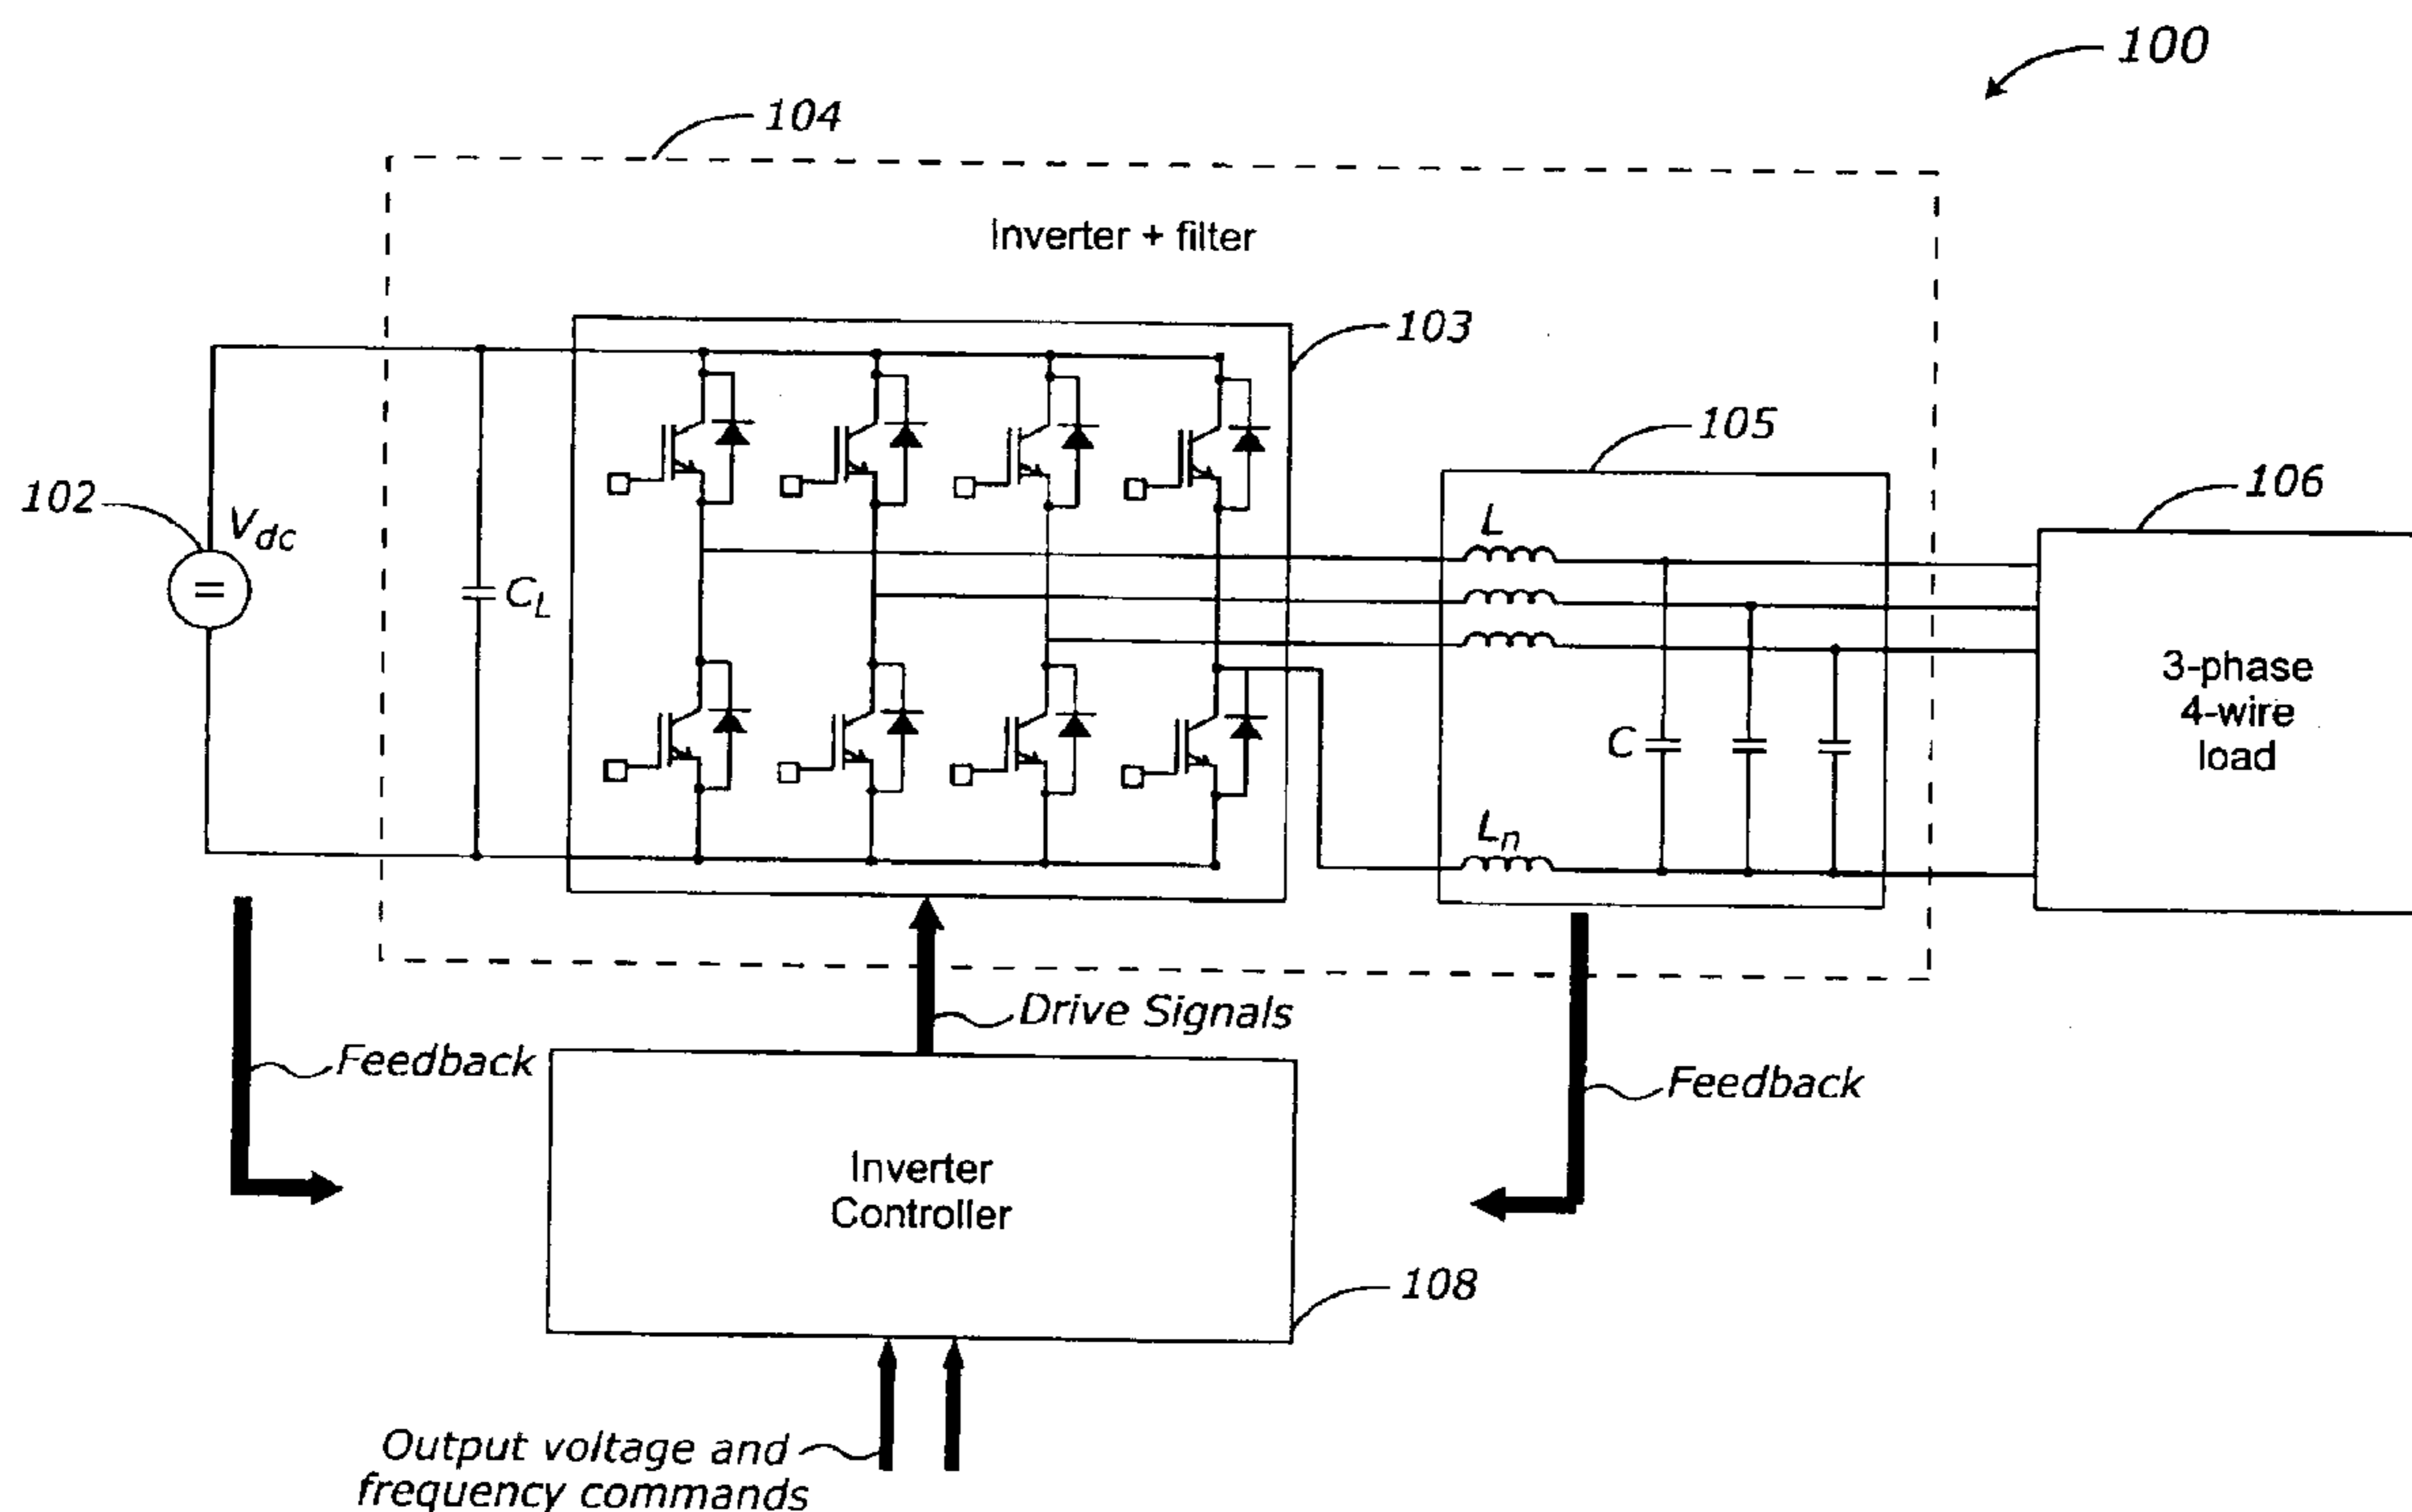 100
104
Inverter + filter
103
105
102
Vdc
CL
L
106
3-phase
4-wire
load
C
Ln
Drive Signals
Feedback
Feedback
Inverter
Controller
108
Output voltage and
frequency commands